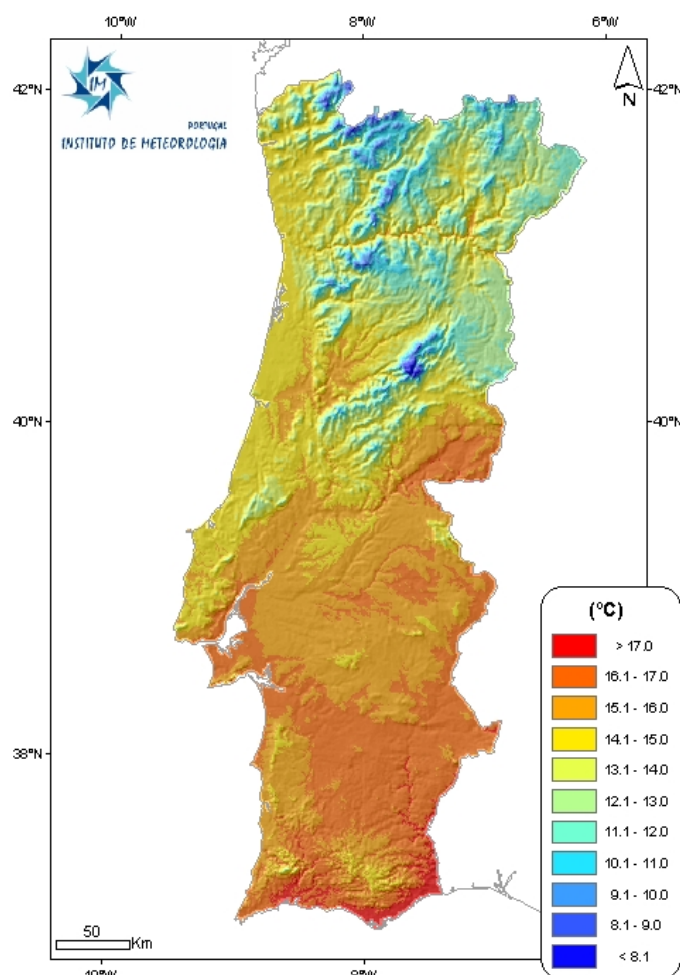 10°W 8°W 6°W
42°N 42°N
N
IM
PORTUGAL
INSTITUTO DE METEOROLOGIA
40°N 40°N
(°C)
> 17.0
16.1 - 17.0
15.1 - 16.0
38°N
14.1 - 15.0
13.1 - 14.0
12.1 - 13.0
11.1 - 12.0
10.1 - 11.0
9.1 - 10.0
8.1 - 9.0
< 8.1
50
Km